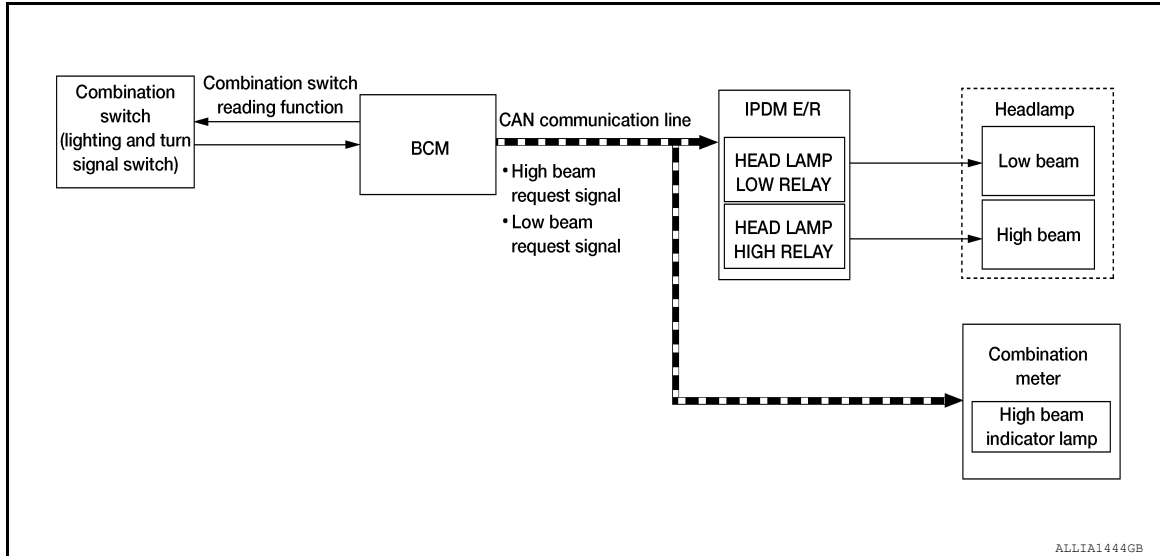 Combination
switch
(lighting and turn
signal switch)
Combination switch
reading function
BCM
CAN communication line
• High beam
request signal
• Low beam
request signal
IPDM E/R
HEAD LAMP
LOW RELAY
HEAD LAMP
HIGH RELAY
Headlamp
Low beam
High beam
Combination
meter
High beam
indicator lamp
ALLIA1444GB